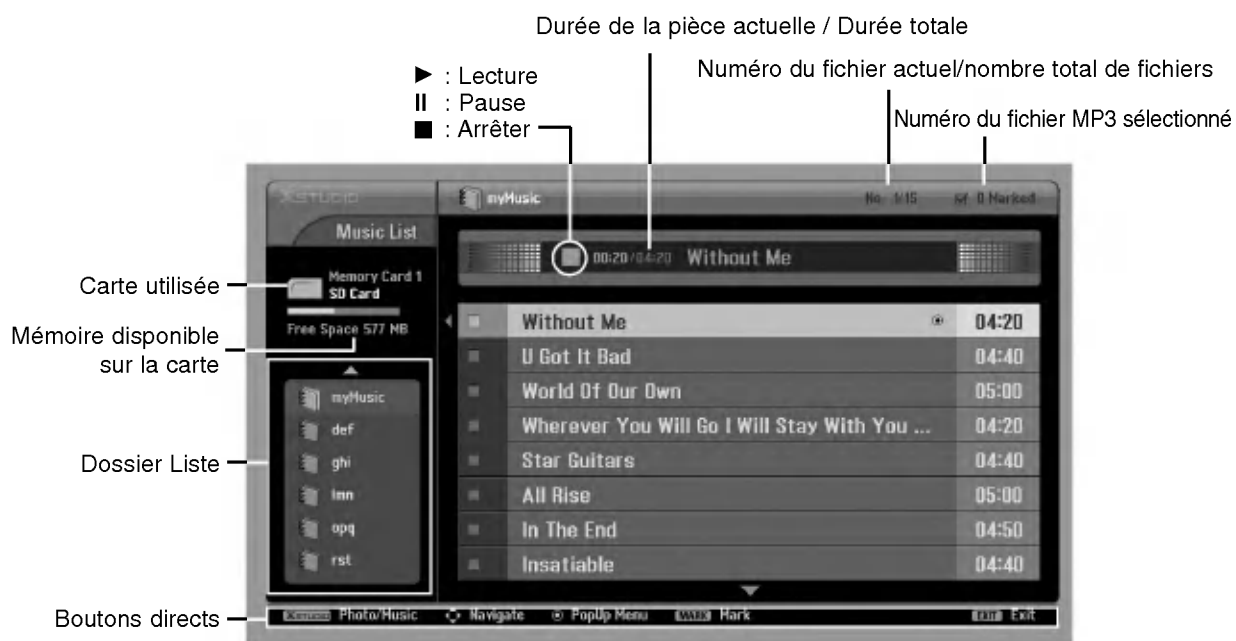 Durée de la pièce actuelle / Durée totale
► : Lecture
II : Pause
■ : Arrêter
Numéro du fichier actuel/nombre total de fichiers
Numéro du fichier MP3 sélectionné
XSTUDIO
Music List
myMusic
No. 1/15
0 Marked
00:20/04:20 Without Me
Carte utilisée
Memory Card 1
SD Card
Free Space 577 MB
Mémoire disponible
sur la carte
Without Me 04:20
U Got It Bad 04:40
World Of Our Own 05:00
Wherever You Will Go I Will Stay With You ... 04:20
Star Guitars 04:40
All Rise 05:00
In The End 04:50
Insatiable 04:40
Dossier Liste
myMusic
def
ghi
lmn
opq
rst
Boutons directs
XSTUDIO Photo/Music Navigate PopUp Menu MARK Mark EXIT Exit